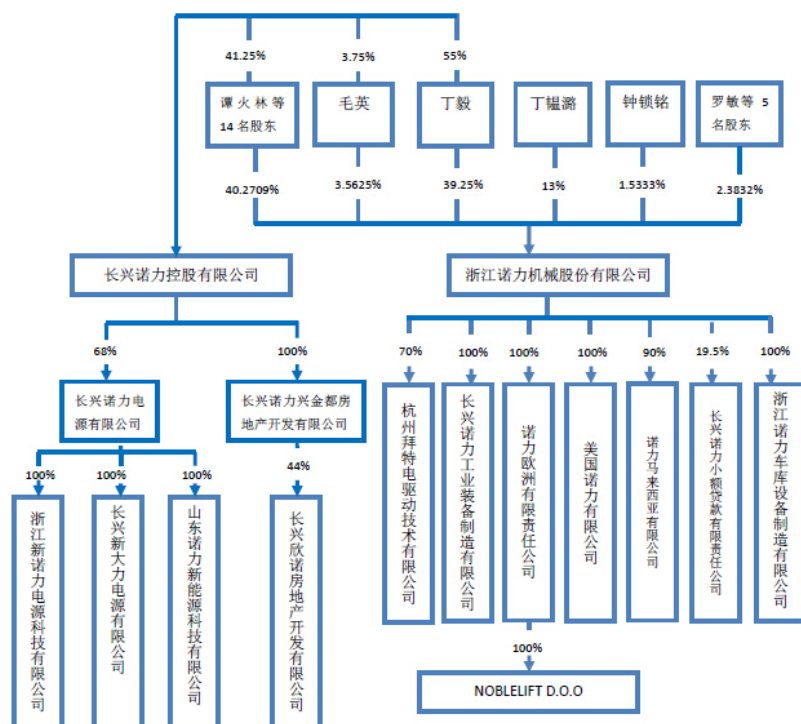 41.25%
3.75%
55%
谭火林等
14 名股东
毛英
丁毅
丁韫潞
钟锁铭
罗敏等 5
名股东
40.2709%
3.5625%
39.25%
13%
1.5333%
2.3832%
长兴诺力控股有限公司
浙江诺力机械股份有限公司
68%
100%
70%
100%
100%
100%
90%
19.5%
100%
长兴诺力电
源有限公司
长兴诺力兴金都房
地产开发有限公司
杭州拜特电驱动技术有限公司
长兴诺力工业装备制造有限公司
诺力欧洲有限责任公司
美国诺力有限公司
诺力马来西亚有限公司
长兴诺力小额贷款有限责任公司
浙江诺力车库设备制造有限公司
100%
100%
100%
44%
浙江新诺力电源科技有限公司
长兴新大力电源有限公司
山东诺力新能源科技有限公司
长兴欣诺房地产开发有限公司
100%
NOBLELIFT D.O.O